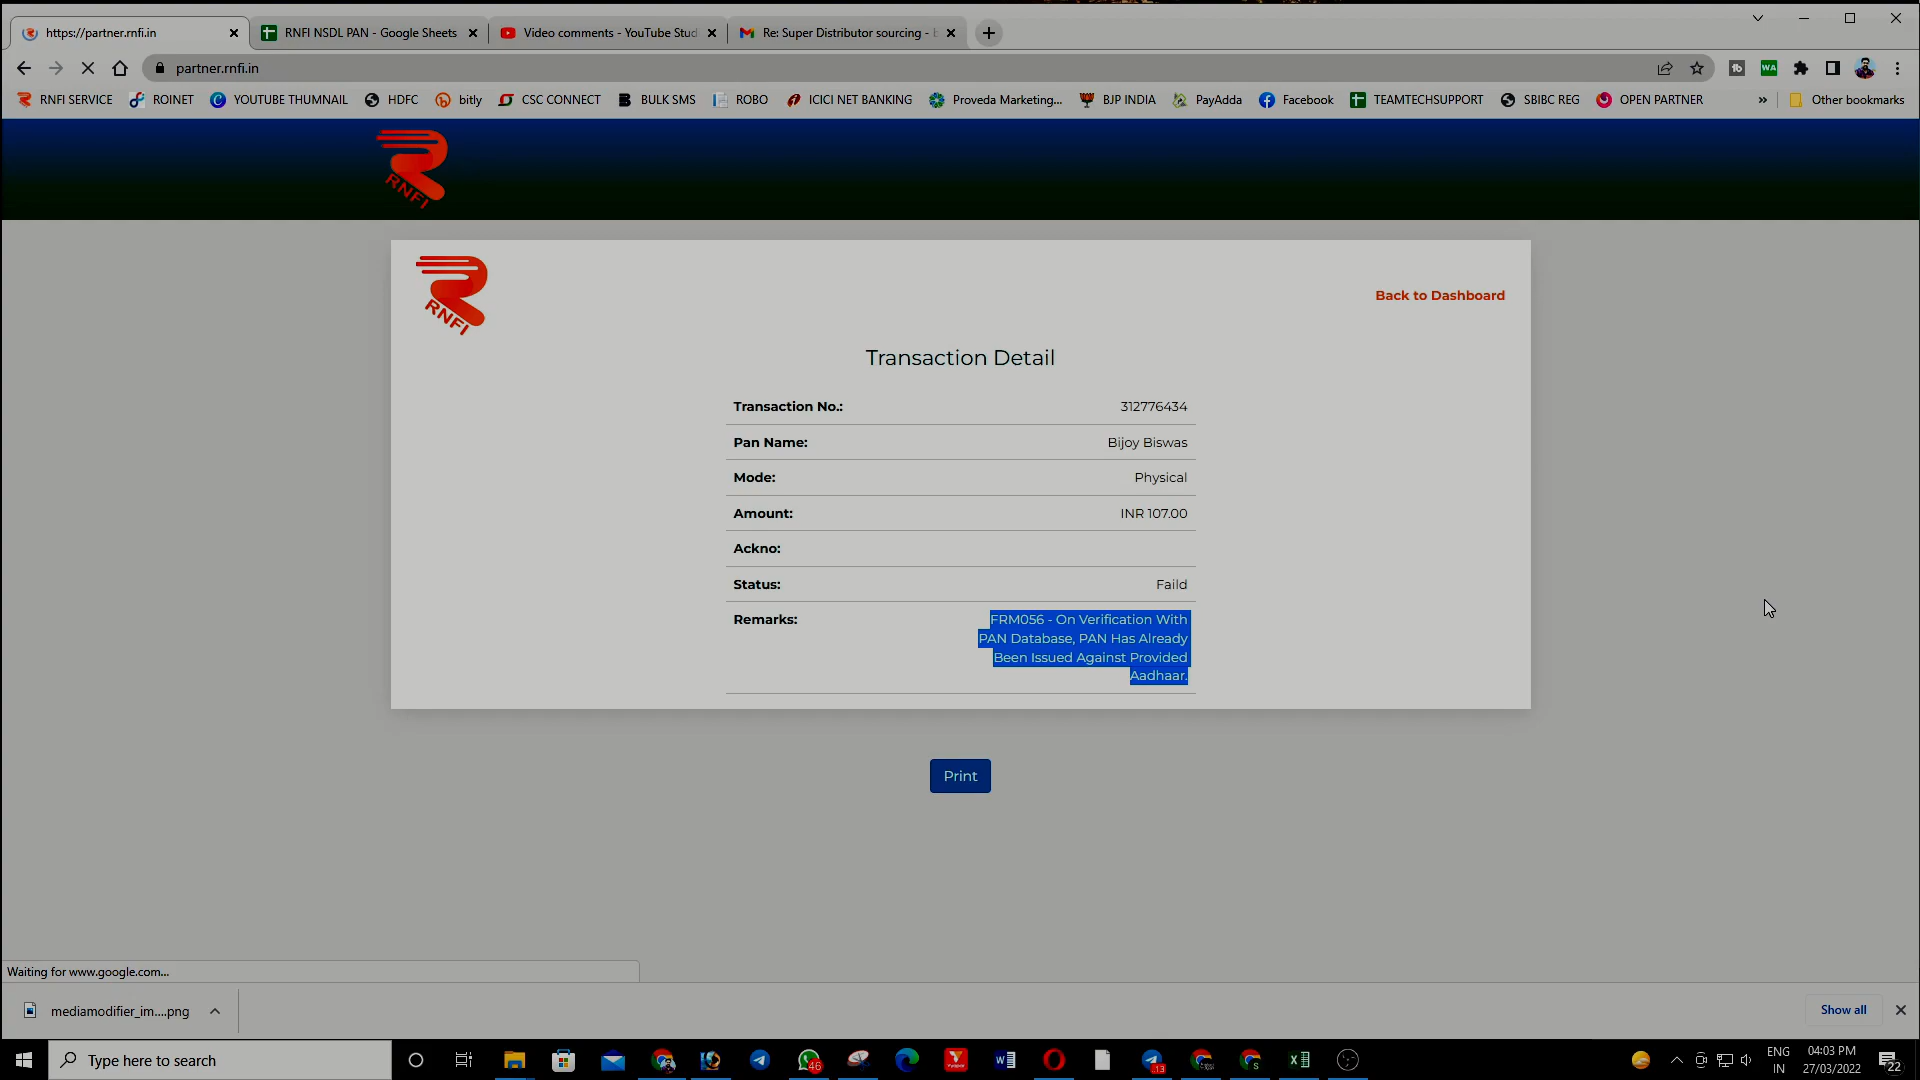 https://partner.rnfi.in
RNFI NSDL PAN - Google Sheets
Video comments - YouTube Stud
Re: Super Distributor sourcing - b
partner.rnfi.in
RNFI SERVICE
ROINET
YOUTUBE THUMNAIL
HDFC
bitly
CSC CONNECT
BULK SMS
ROBO
ICICI NET BANKING
Proveda Marketing...
BJP INDIA
PayAdda
Facebook
TEAMTECHSUPPORT
SBIBC REG
OPEN PARTNER
»
Other bookmarks
RNFI
RNFI
Back to Dashboard
Transaction Detail
Transaction No.: 312776434
Pan Name: Bijoy Biswas
Mode: Physical
Amount: INR 107.00
Ackno:
Status: Faild
Remarks: FRM056 - On Verification With
PAN Database, PAN Has Already
Been Issued Against Provided
Aadhaar.
Print
Waiting for www.google.com...
mediamodifier_im....png
Show all
Type here to search
46
13
ENG
IN
04:03 PM
27/03/2022
22